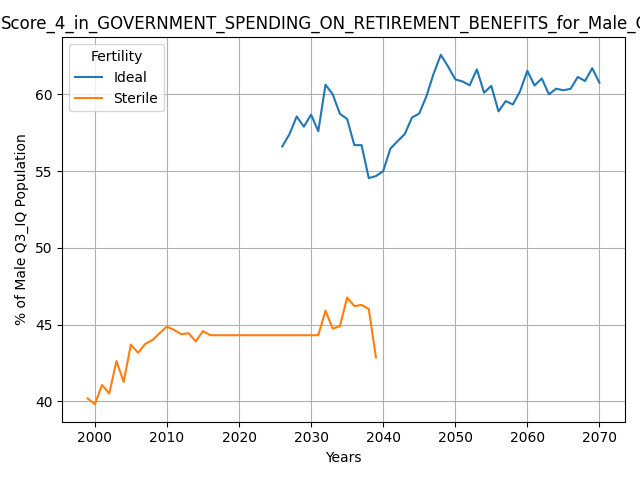 Score_4_in_GOVERNMENT_SPENDING_ON_RETIREMENT_BENEFITS_for_Male_
Fertility
Ideal
Sterile
% of Male Q3_IQ Population
60
55
50
45
40
2000 2010 2020 2030 2040 2050 2060 2070
Years